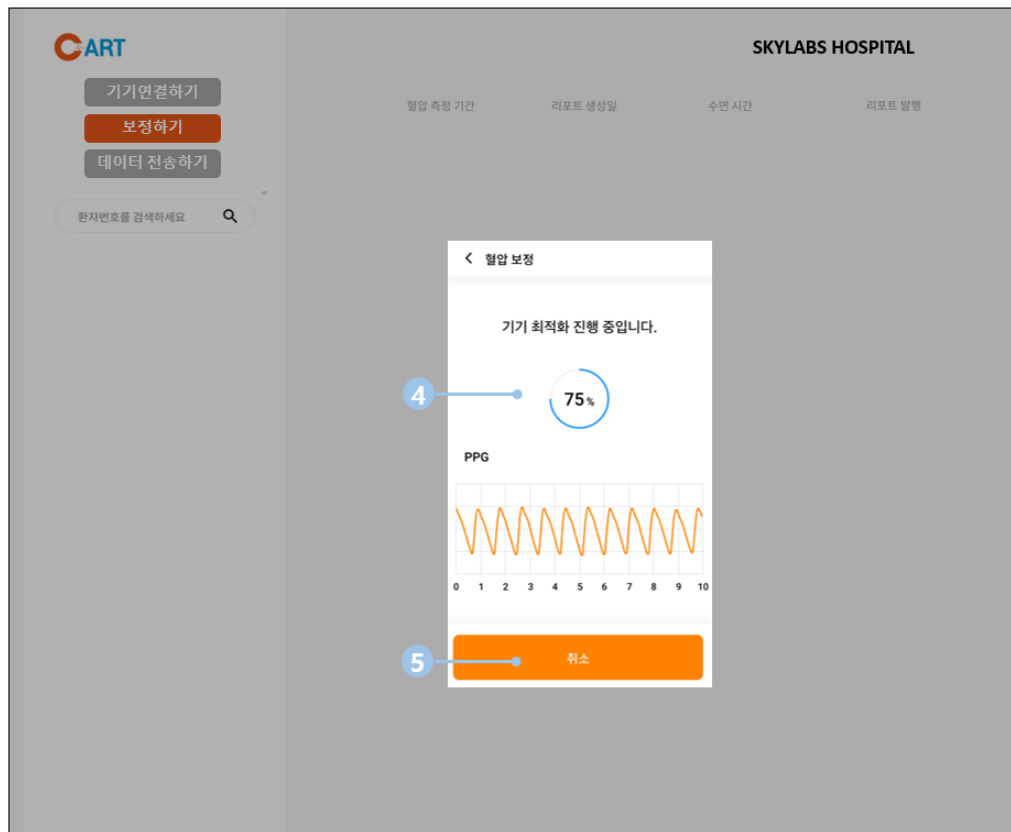 CART
SKYLABS HOSPITAL
기기연결하기
보정하기
데이터 전송하기
환자번호를 검색하세요
혈압 측정 기간 리포트 생성일 수면 시간 리포트 발행
혈압 보정
기기 최적화 진행 중입니다.
4
75%
PPG
0 1 2 3 4 5 6 7 8 9 10
5
취소